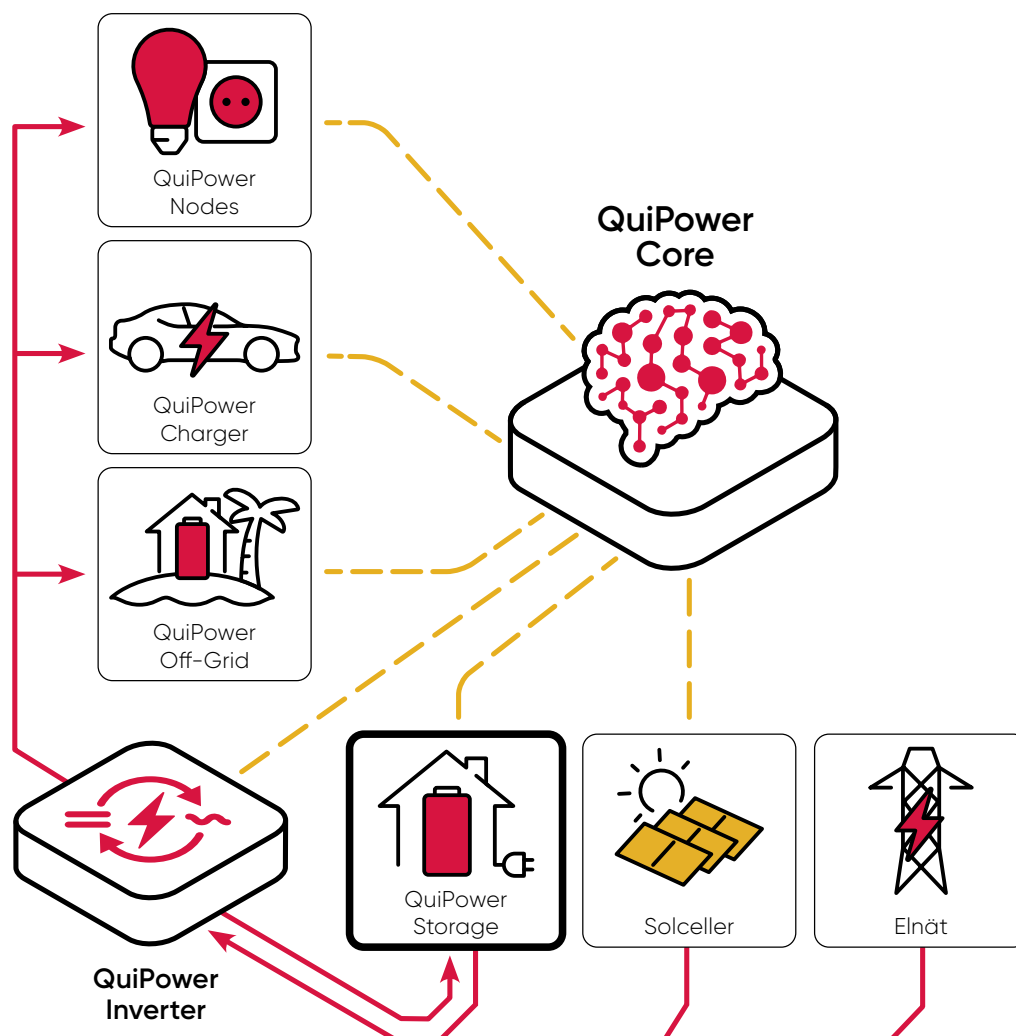 QuiPower
Nodes
QuiPower
Core
QuiPower
Charger
QuiPower
Off-Grid
QuiPower
Storage
Solceller
Elnät
QuiPower
Inverter